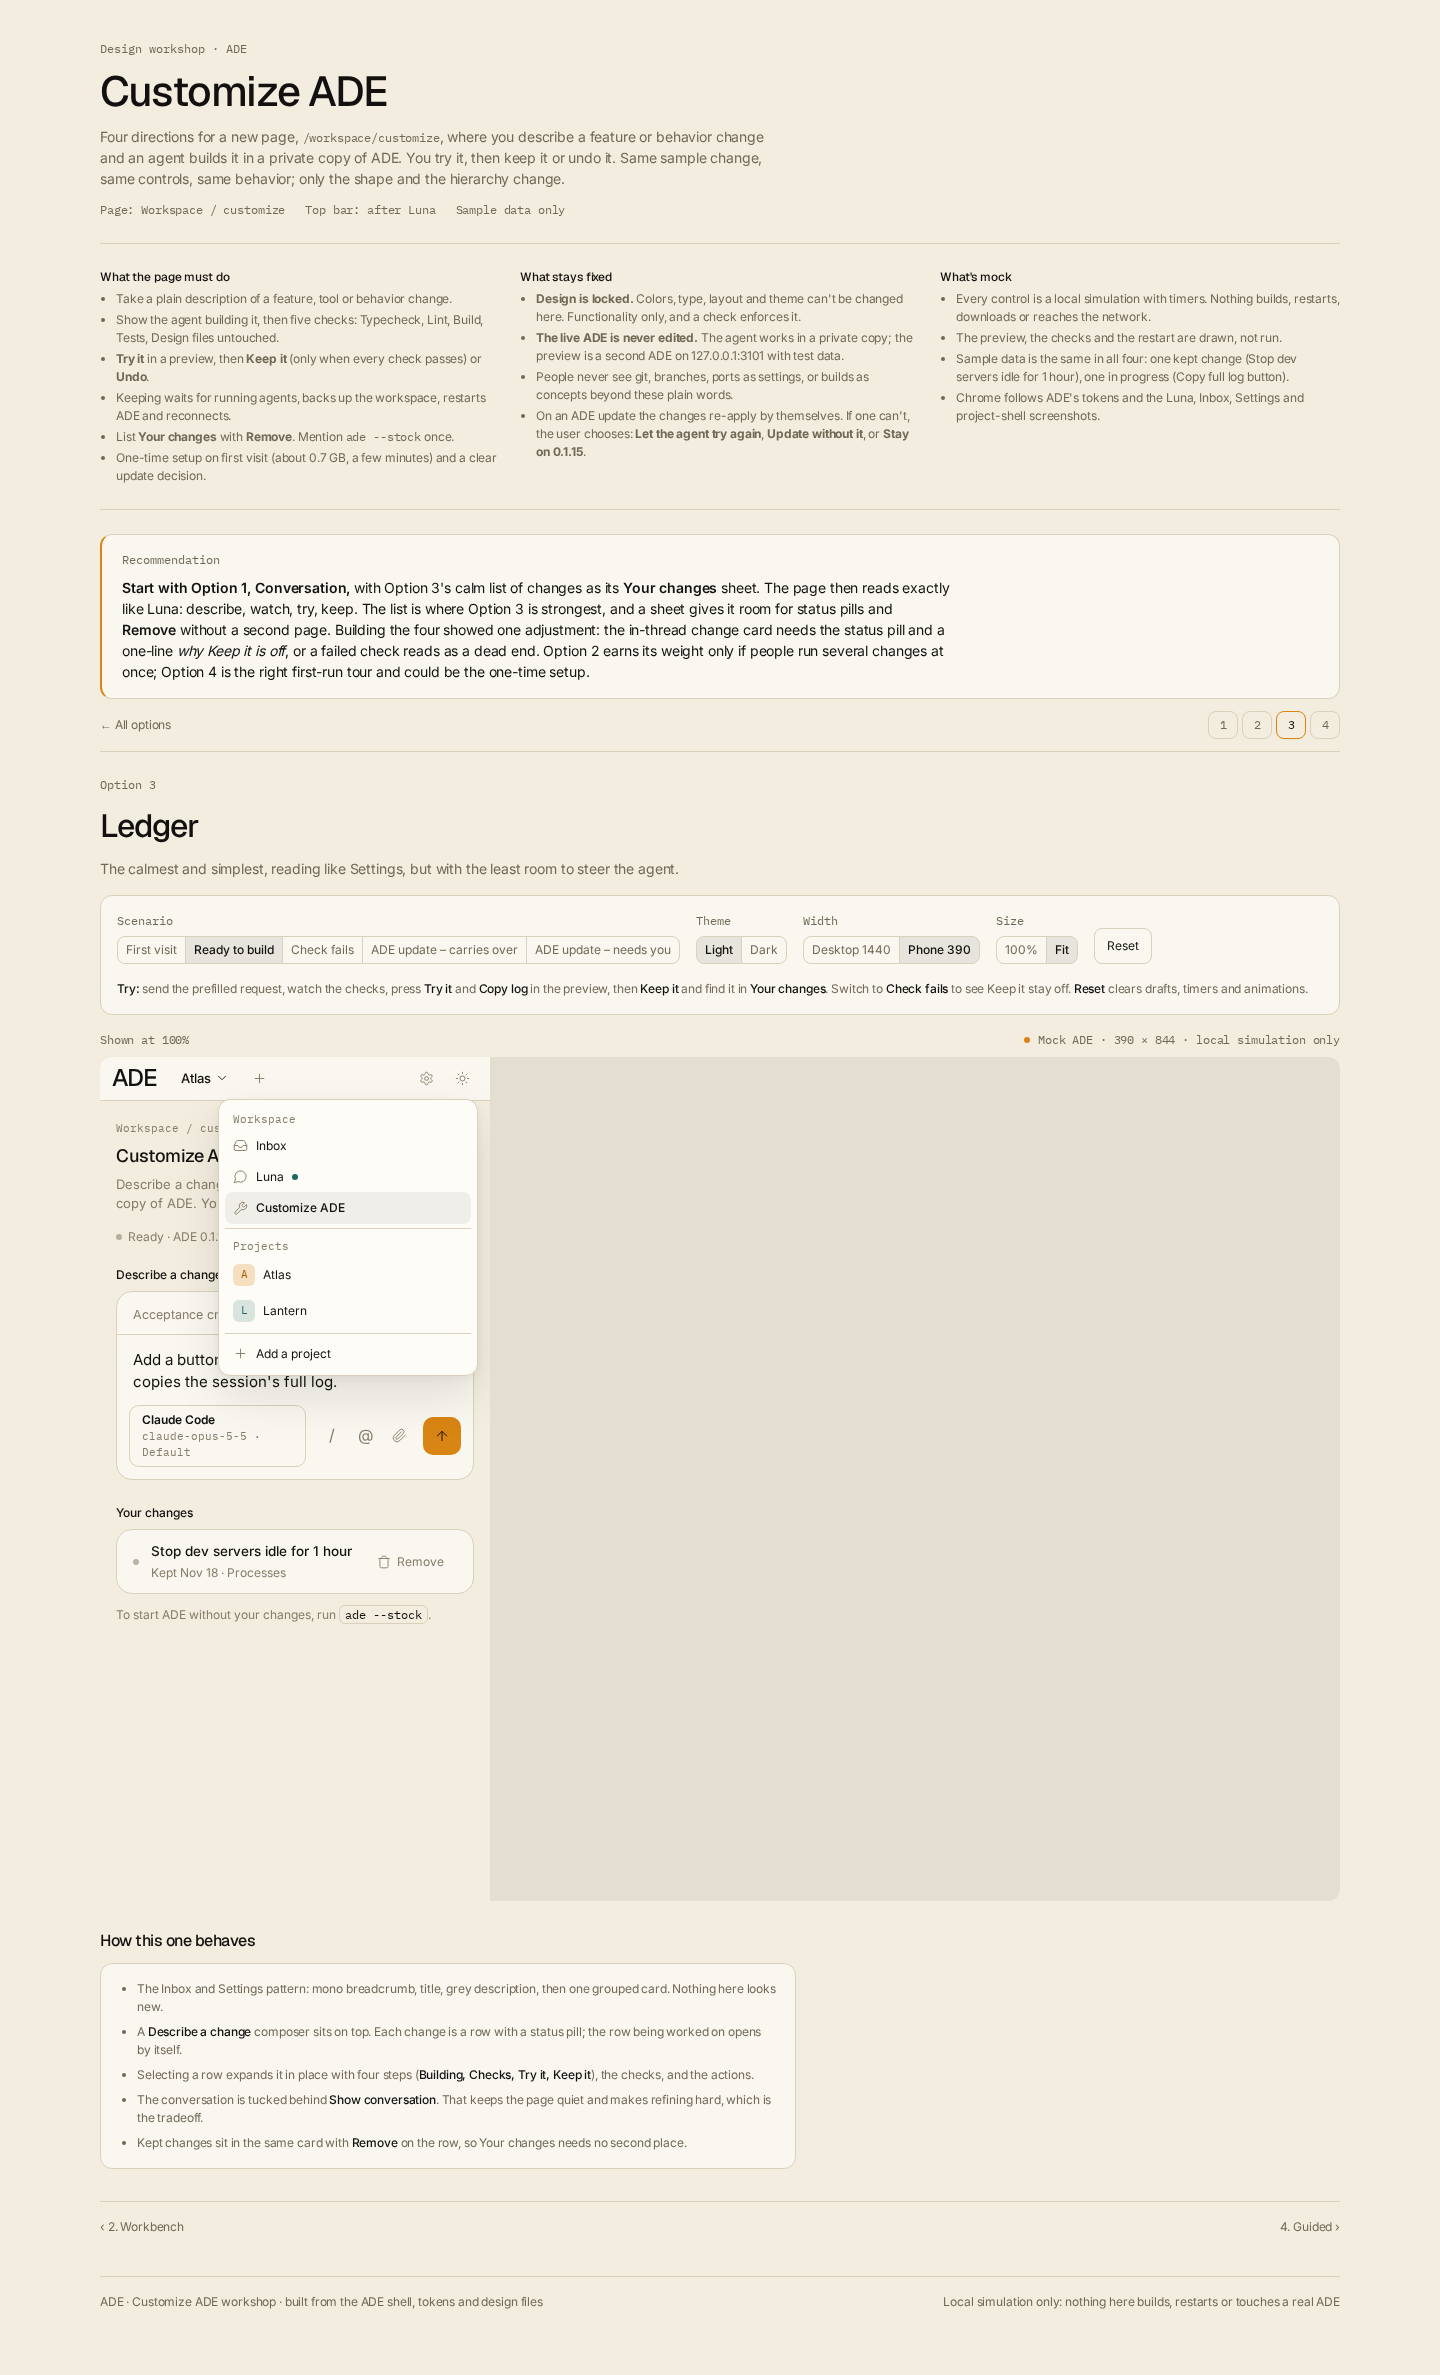 Design workshop · ADE
Customize ADE
Four directions for a new page, /workspace/customize, where you describe a feature or behavior change
and an agent builds it in a private copy of ADE. You try it, then keep it or undo it. Same sample change,
same controls, same behavior; only the shape and the hierarchy change.
Page: Workspace / customize Top bar: after Luna Sample data only
What the page must do
• Take a plain description of a feature, tool or behavior change.
• Show the agent building it, then five checks: Typecheck, Lint, Build,
Tests, Design files untouched.
• Try it in a preview, then Keep it (only when every check passes) or
Undo.
• Keeping waits for running agents, backs up the workspace, restarts
ADE and reconnects.
• List Your changes with Remove. Mention ade --stock once.
• One-time setup on first visit (about 0.7 GB, a few minutes) and a clear
update decision.
What stays fixed
• Design is locked. Colors, type, layout and theme can't be changed
here. Functionality only, and a check enforces it.
• The live ADE is never edited. The agent works in a private copy; the
preview is a second ADE on 127.0.0.1:3101 with test data.
• People never see git, branches, ports as settings, or builds as
concepts beyond these plain words.
• On an ADE update the changes re-apply by themselves. If one can't,
the user chooses: Let the agent try again, Update without it, or Stay
on 0.1.15.
What's mock
• Every control is a local simulation with timers. Nothing builds, restarts,
downloads or reaches the network.
• The preview, the checks and the restart are drawn, not run.
• Sample data is the same in all four: one kept change (Stop dev
servers idle for 1 hour), one in progress (Copy full log button).
• Chrome follows ADE's tokens and the Luna, Inbox, Settings and
project-shell screenshots.
Recommendation
Start with Option 1, Conversation, with Option 3's calm list of changes as its Your changes sheet. The page then reads exactly
like Luna: describe, watch, try, keep. The list is where Option 3 is strongest, and a sheet gives it room for status pills and
Remove without a second page. Building the four showed one adjustment: the in-thread change card needs the status pill and a
one-line why Keep it is off, or a failed check reads as a dead end. Option 2 earns its weight only if people run several changes at
once; Option 4 is the right first-run tour and could be the one-time setup.
← All options
1 2 3 4
Option 3
Ledger
The calmest and simplest, reading like Settings, but with the least room to steer the agent.
Scenario Theme Width Size
First visit Ready to build Check fails ADE update – carries over ADE update – needs you Light Dark Desktop 1440 Phone 390 100% Fit Reset
Try: send the prefilled request, watch the checks, press Try it and Copy log in the preview, then Keep it and find it in Your changes. Switch to Check fails to see Keep it stay off. Reset clears drafts, timers and animations.
Shown at 100%
Mock ADE · 390 × 844 · local simulation only
ADE Atlas
Workspace / cus
Customize A
Describe a chang
copy of ADE. Yo
Ready · ADE 0.1.
Describe a change
Acceptance cr
Add a button
copies the session's full log.
Workspace
Inbox
Luna
Customize ADE
Projects
A Atlas
L Lantern
+ Add a project
Claude Code
claude-opus-5-5 ·
Default
/ @
Your changes
Stop dev servers idle for 1 hour
Kept Nov 18 · Processes
Remove
To start ADE without your changes, run ade --stock.
How this one behaves
• The Inbox and Settings pattern: mono breadcrumb, title, grey description, then one grouped card. Nothing here looks
new.
• A Describe a change composer sits on top. Each change is a row with a status pill; the row being worked on opens
by itself.
• Selecting a row expands it in place with four steps (Building, Checks, Try it, Keep it), the checks, and the actions.
• The conversation is tucked behind Show conversation. That keeps the page quiet and makes refining hard, which is
the tradeoff.
• Kept changes sit in the same card with Remove on the row, so Your changes needs no second place.
‹ 2. Workbench
4. Guided ›
ADE · Customize ADE workshop · built from the ADE shell, tokens and design files
Local simulation only: nothing here builds, restarts or touches a real ADE